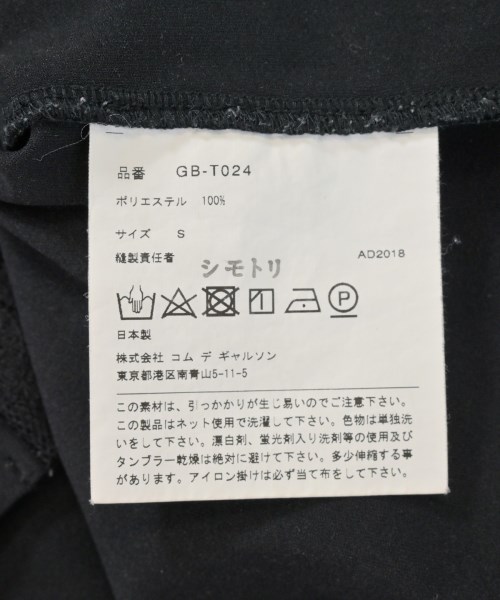 品番 GB-T024
ポリエステル 100%
サイズ S
縫製責任者 シモトリ AD2018
P
日本製
株式会社 コム デ ギャルソン
東京都港区南青山5-11-5
この素材は、引っかかりが生じ易いのでご注意下さい。
この製品はネット使用で洗濯して下さい。色物は単独洗
いをして下さい。漂白剤、蛍光剤入り洗剤等の使用及び
タンブラー乾燥は絶対に避けて下さい。多少伸縮する事
があります。アイロン掛けは必ず当て布をして下さい。